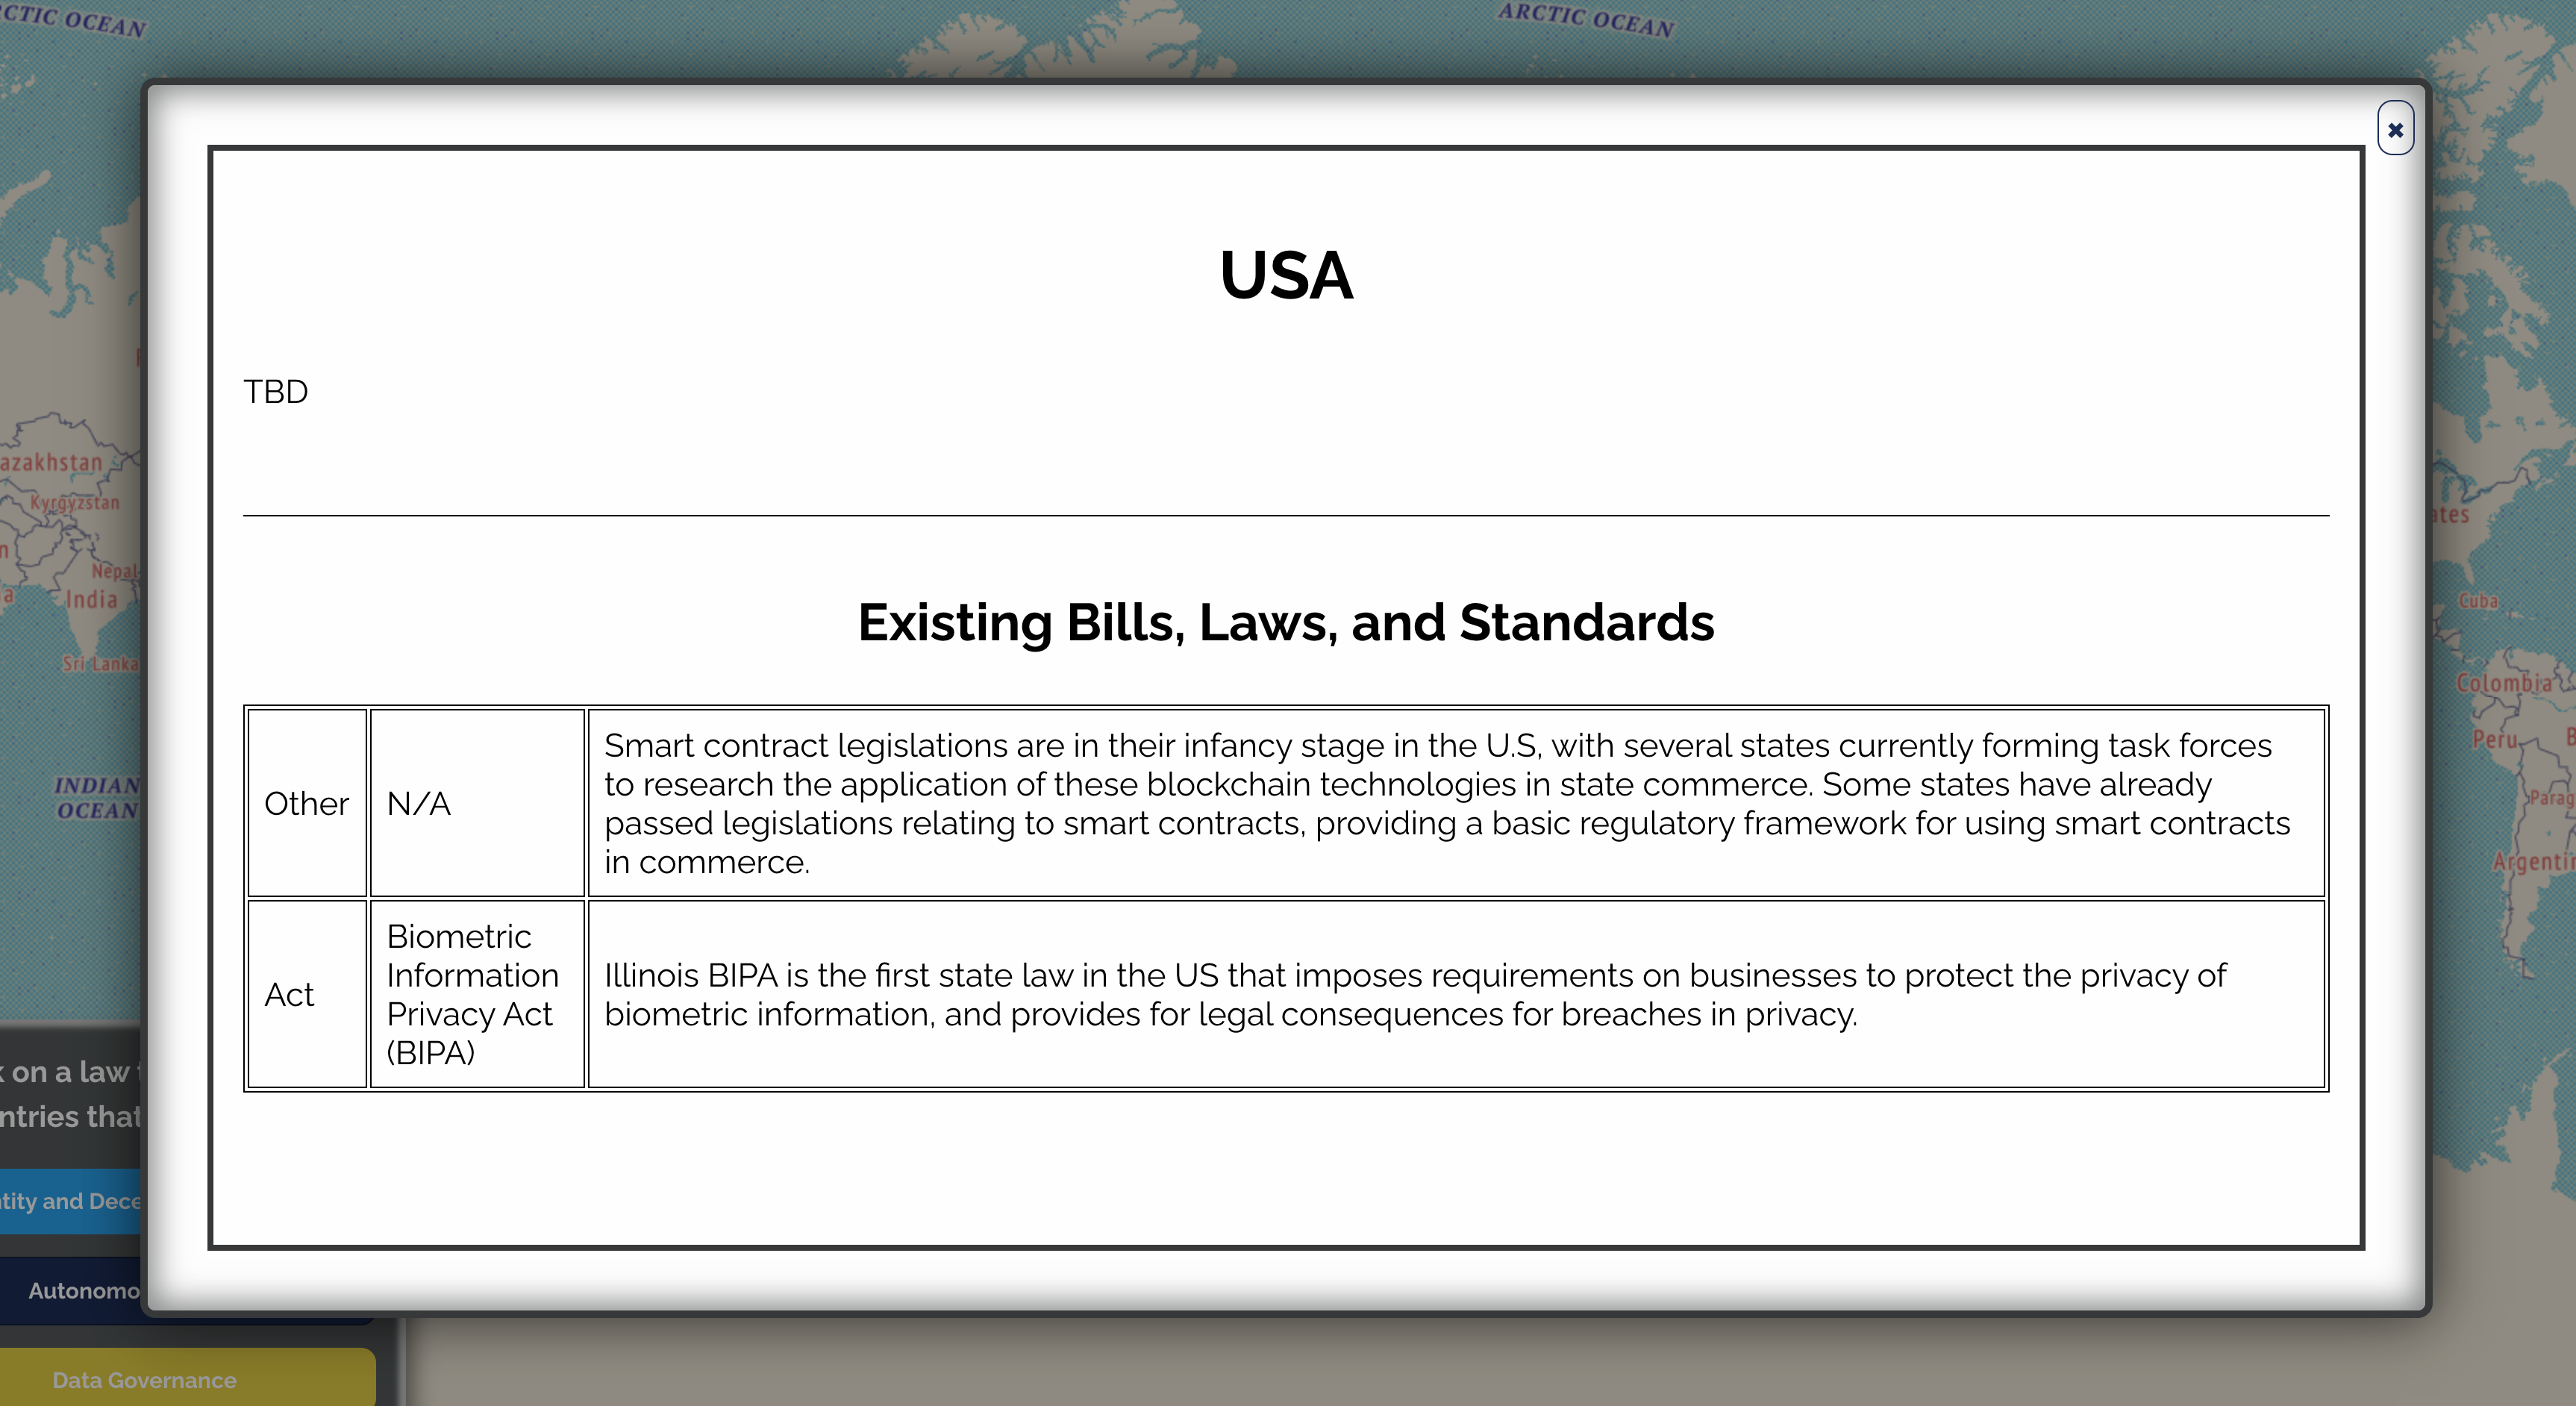 ARCTIC OCEAN
ARCTIC OCEAN
✖
USA
TBD
Existing Bills, Laws, and Standards
Other
N/A
Smart contract legislations are in their infancy stage in the U.S, with several states currently forming task forces
to research the application of these blockchain technologies in state commerce. Some states have already
passed legislations relating to smart contracts, providing a basic regulatory framework for using smart contracts
in commerce.
Act
Biometric
Information
Privacy Act
(BIPA)
Illinois BIPA is the first state law in the US that imposes requirements on businesses to protect the privacy of
biometric information, and provides for legal consequences for breaches in privacy.
azakhstan
Kyrgyzstan
Nepal
India
Sri Lanka
INDIAN
OCEAN
ates
Cuba
Colombia
Peru
Parag
Argentin
on a law
ntries that
tity and Dece
Autonomo
Data Governance